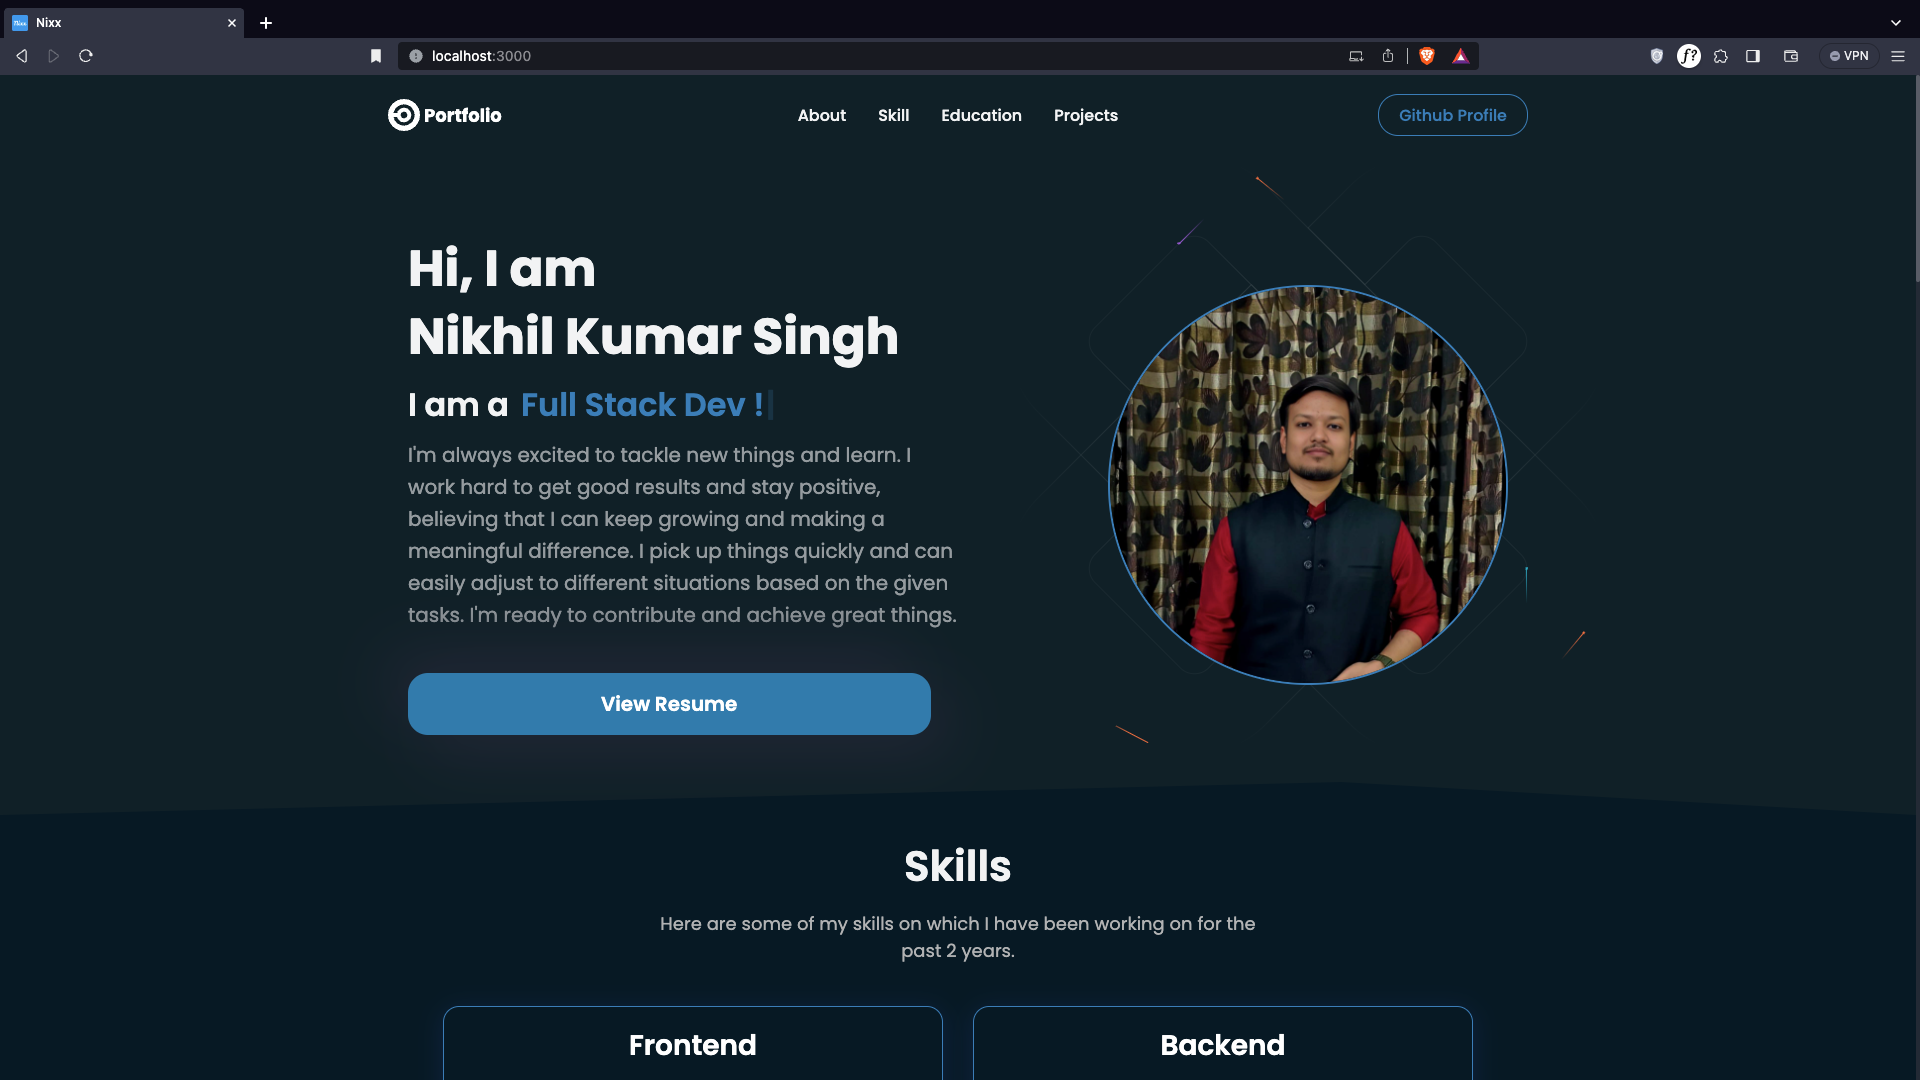 Nixx
localhost:3000
VPN
Portfolio
About
Skill
Education
Projects
Github Profile
Hi, I am
Nikhil Kumar Singh
I am a Full Stack Dev !
I'm always excited to tackle new things and learn. I
work hard to get good results and stay positive,
believing that I can keep growing and making a
meaningful difference. I pick up things quickly and can
easily adjust to different situations based on the given
tasks. I'm ready to contribute and achieve great things.
View Resume
Skills
Here are some of my skills on which I have been working on for the
past 2 years.
Frontend
Backend